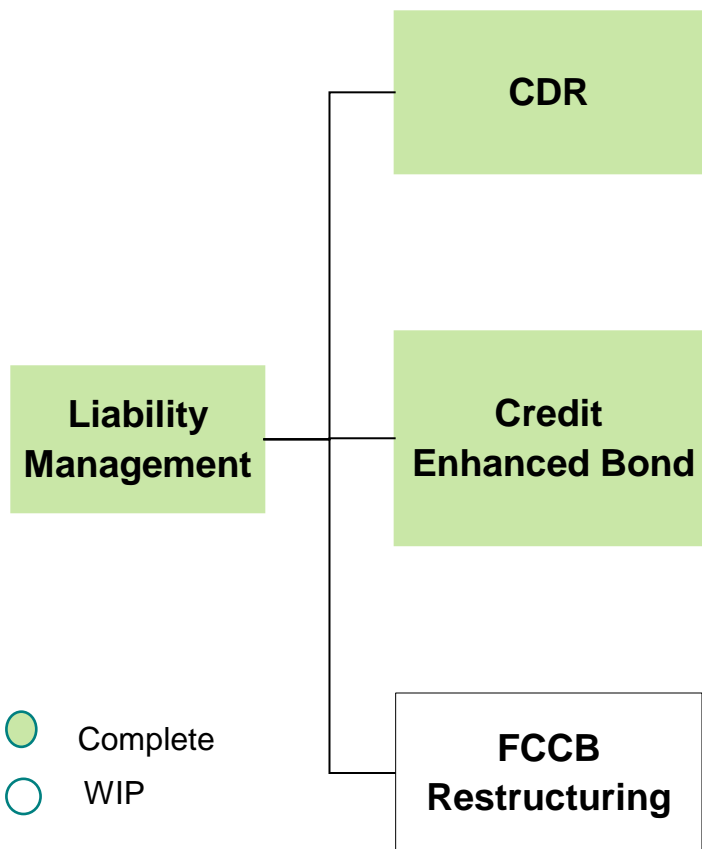 CDR
Liability
Management
Credit
Enhanced Bond
FCCB
Restructuring
Complete
WIP